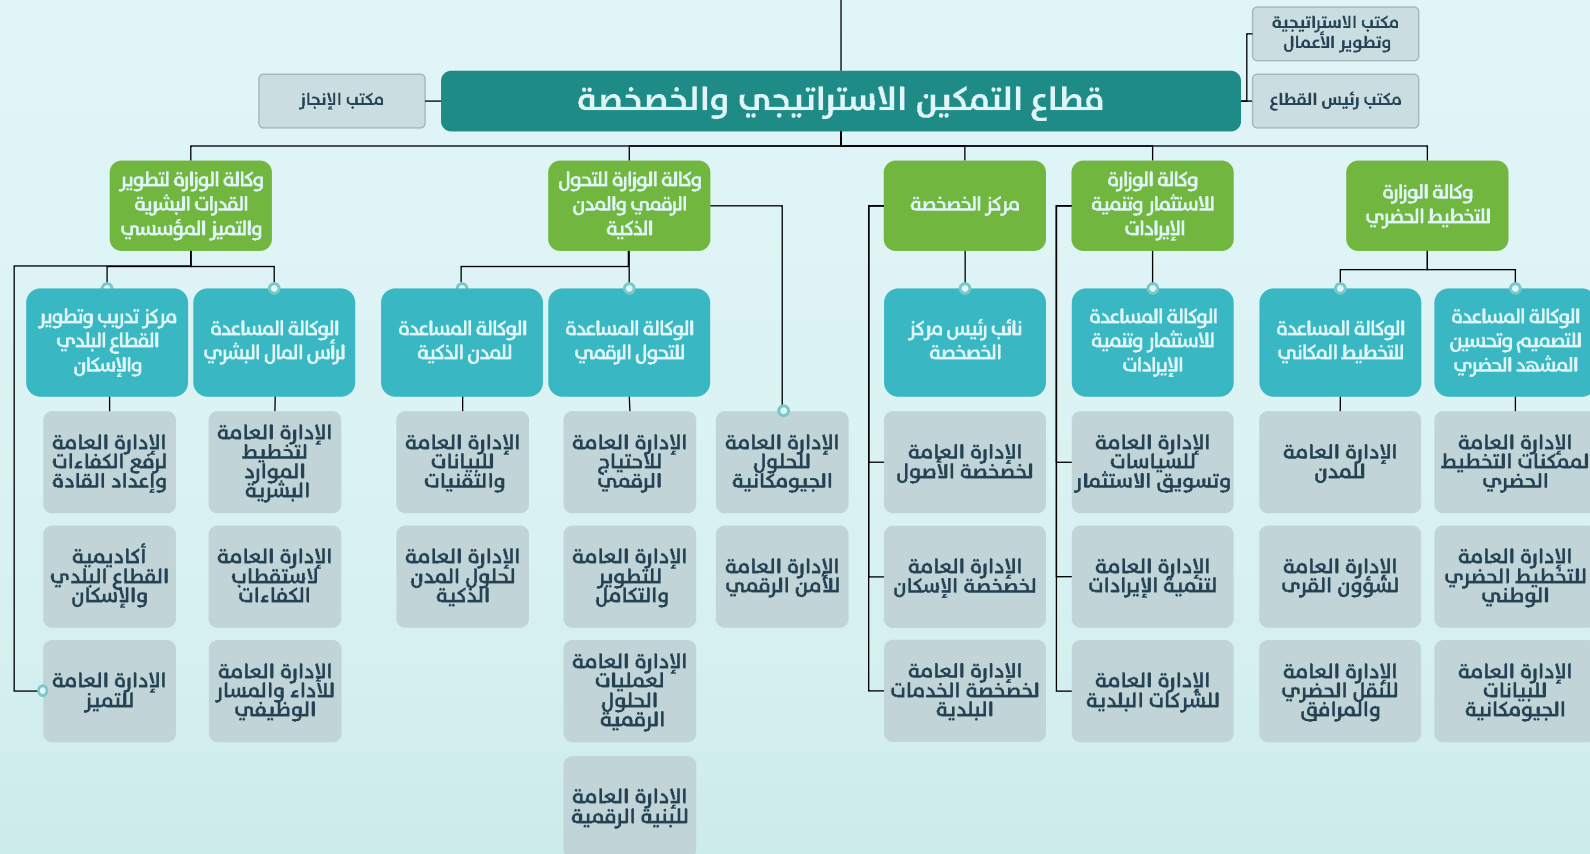 مكتب الاستراتيجية
وتطوير الأعمال
مكتب رئيس القطاع
قطاع التمكين الاستراتيجي والخصخصة
مكتب الإنجاز
وكالة الوزارة
للتخطيط الحضري
وكالة الوزارة
للاستثمار وتنمية
الإيرادات
مركز الخصخصة
وكالة الوزارة للتحول
الرقمي والمدن
الذكية
وكالة الوزارة لتطوير
القدرات البشرية
والتميز المؤسسي
الوكالة المساعدة
للتصميم وتحسين
المشهد الحضري
الوكالة المساعدة
للتخطيط المكاني
الوكالة المساعدة
للاستثمار وتنمية
الإيرادات
نائب رئيس مركز
الخصخصة
الوكالة المساعدة
للتحول الرقمي
الوكالة المساعدة
للمدن الذكية
الوكالة المساعدة
لرأس المال البشري
مركز تدريب وتطوير
القطاع البلدي
والإسكان
الإدارة العامة
لممكنات التخطيط
الحضري
الإدارة العامة
للمدن
الإدارة العامة
للسياسات
وتسويق الاستثمار
الإدارة العامة
لخصخصة الأصول
الإدارة العامة
للحلول
الجيومكانية
الإدارة العامة
للاحتياج
الرقمي
الإدارة العامة
للبيانات
والتقنيات
الإدارة العامة
لتخطيط
الموارد
البشرية
الإدارة العامة
لرفع الكفاءات
وإعداد القادة
الإدارة العامة
للتخطيط الحضري
الوطني
الإدارة العامة
لشؤون القرى
الإدارة العامة
لتنمية الإيرادات
الإدارة العامة
لخصخصة الإسكان
الإدارة العامة
للأمن الرقمي
الإدارة العامة
للتطوير
والتكامل
الإدارة العامة
لحلول المدن
الذكية
الإدارة العامة
لاستقطاب
الكفاءات
أكاديمية
القطاع البلدي
والإسكان
الإدارة العامة
للبيانات
الجيومكانية
الإدارة العامة
للنقل الحضري
والمرافق
الإدارة العامة
للشركات البلدية
الإدارة العامة
لخصخصة الخدمات
البلدية
الإدارة العامة
لعمليات
الحلول
الرقمية
الإدارة العامة
للأداء والمسار
الوظيفي
الإدارة العامة
للتميز
الإدارة العامة
للبنية الرقمية